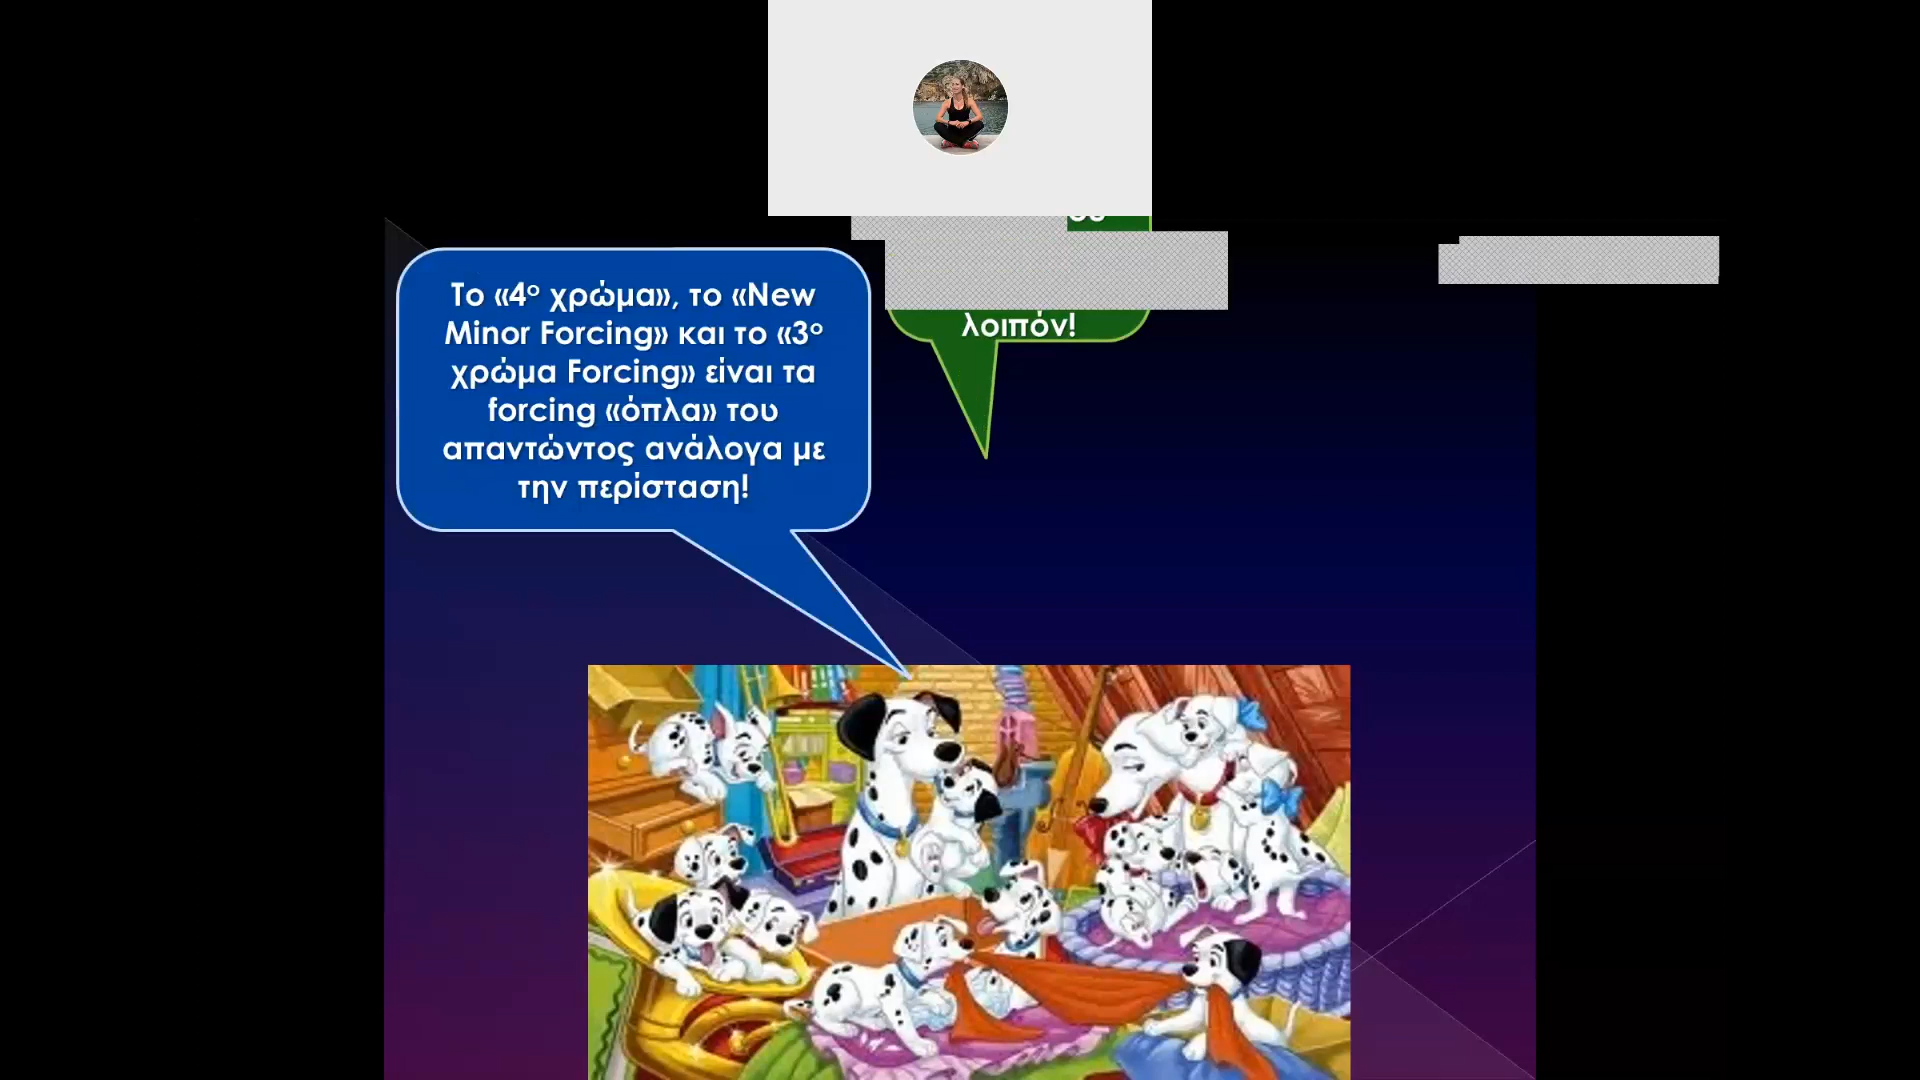 Το «4ο χρώμα», το «New
Minor Forcing» και το «3ο
χρώμα Forcing» είναι τα
forcing «όπλα» του
απαντώντος ανάλογα με
την περίσταση!
λοιπόν!